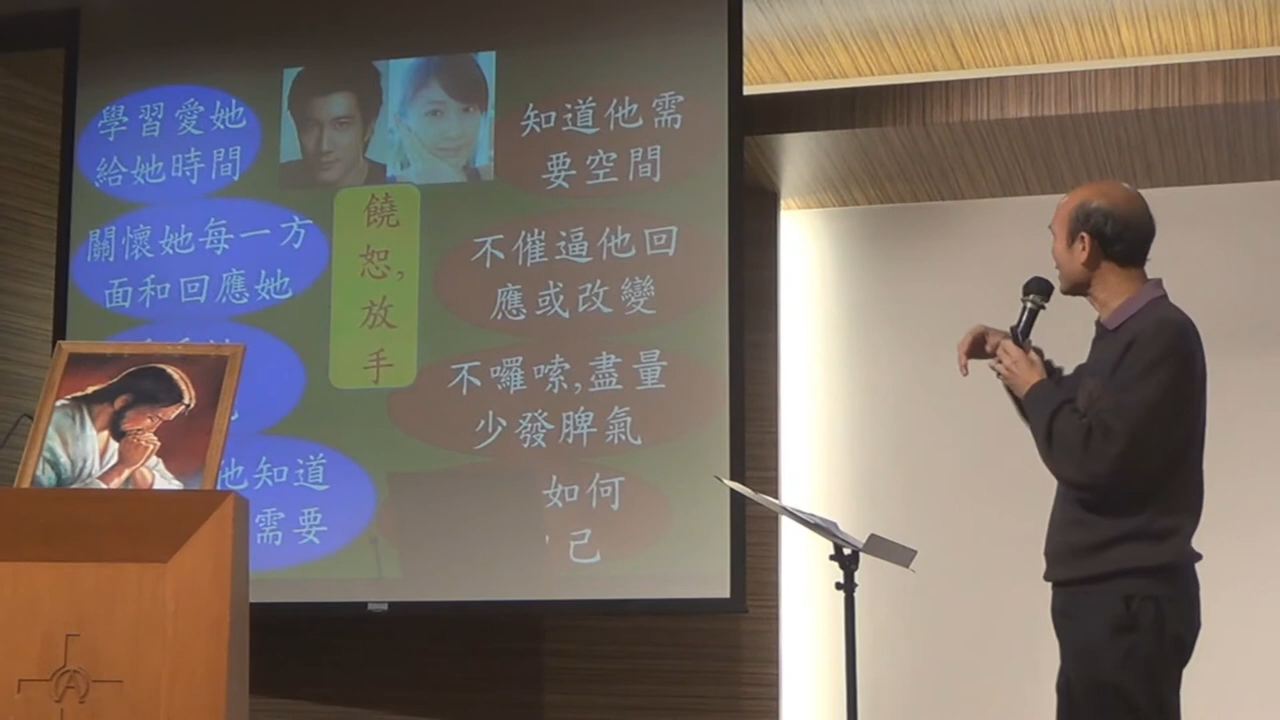 學習愛她
給她時間
關懷她每一方
面和回應她
他知道
需要
饒
恕,
放
手
知道他需
要空間
不催逼他回
應或改變
不囉嗦,盡量
少發脾氣
如何
己